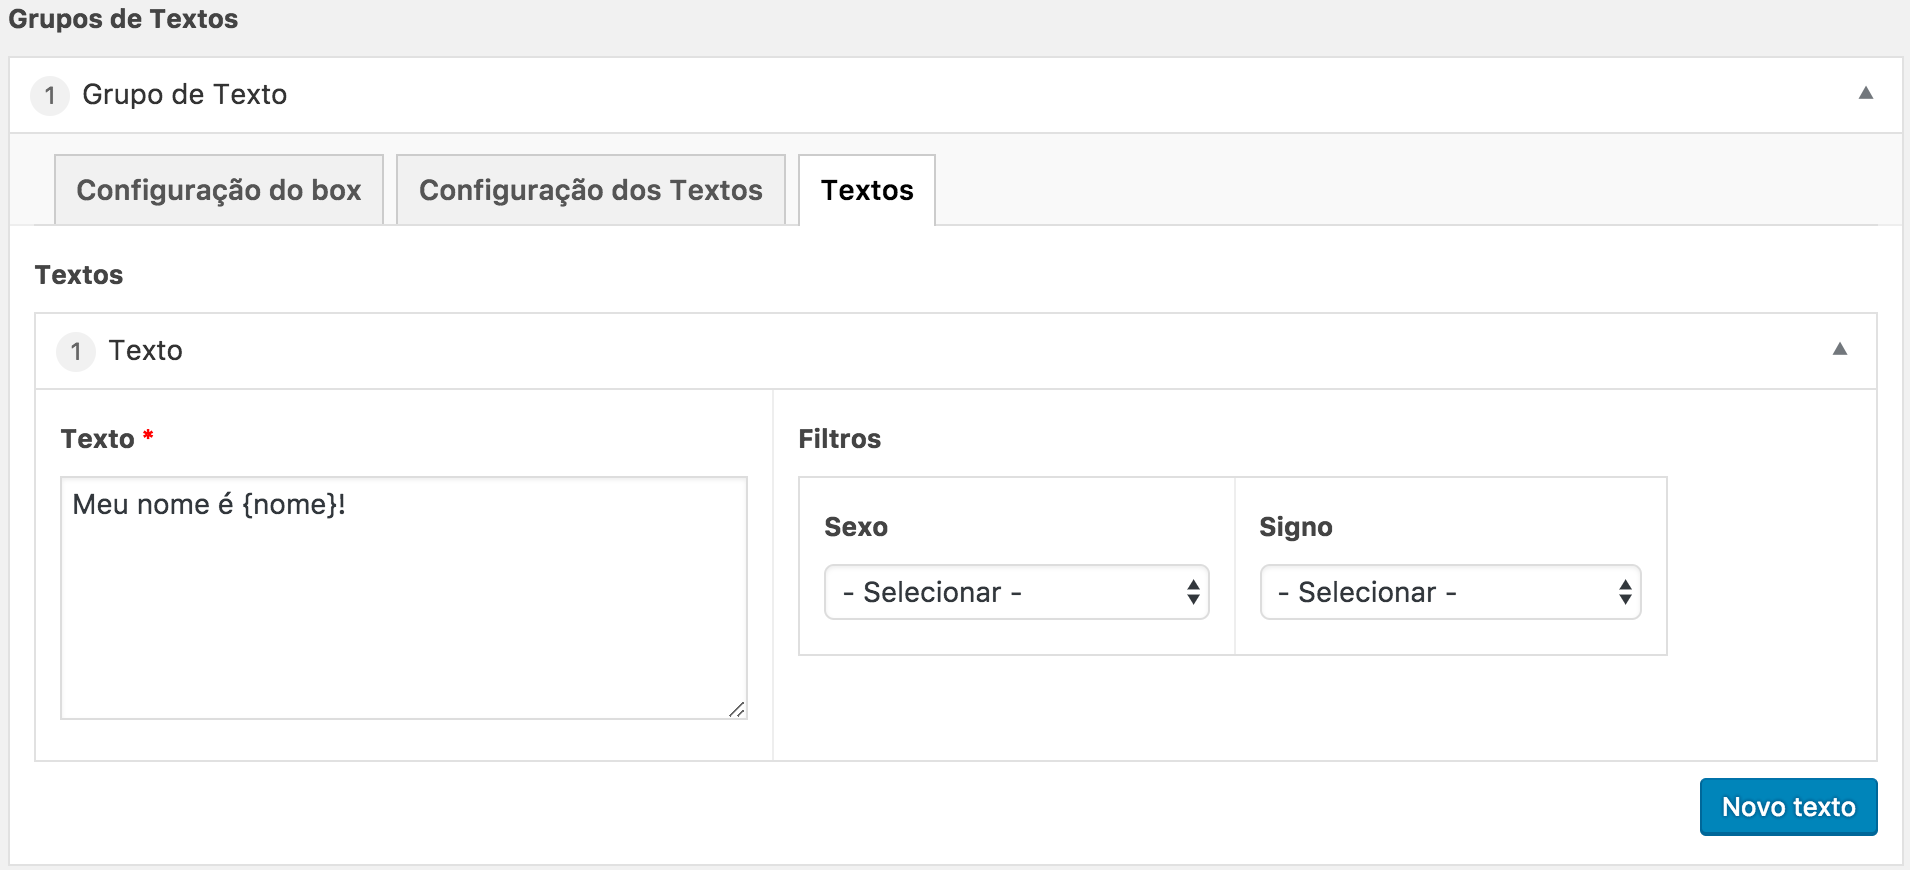 Grupos de Textos
1 Grupo de Texto
Configuração do box Configuração dos Textos Textos
Textos
1 Texto
Texto * Filtros
Meu nome é {nome}!
Sexo Signo
- Selecionar - - Selecionar -
Novo texto